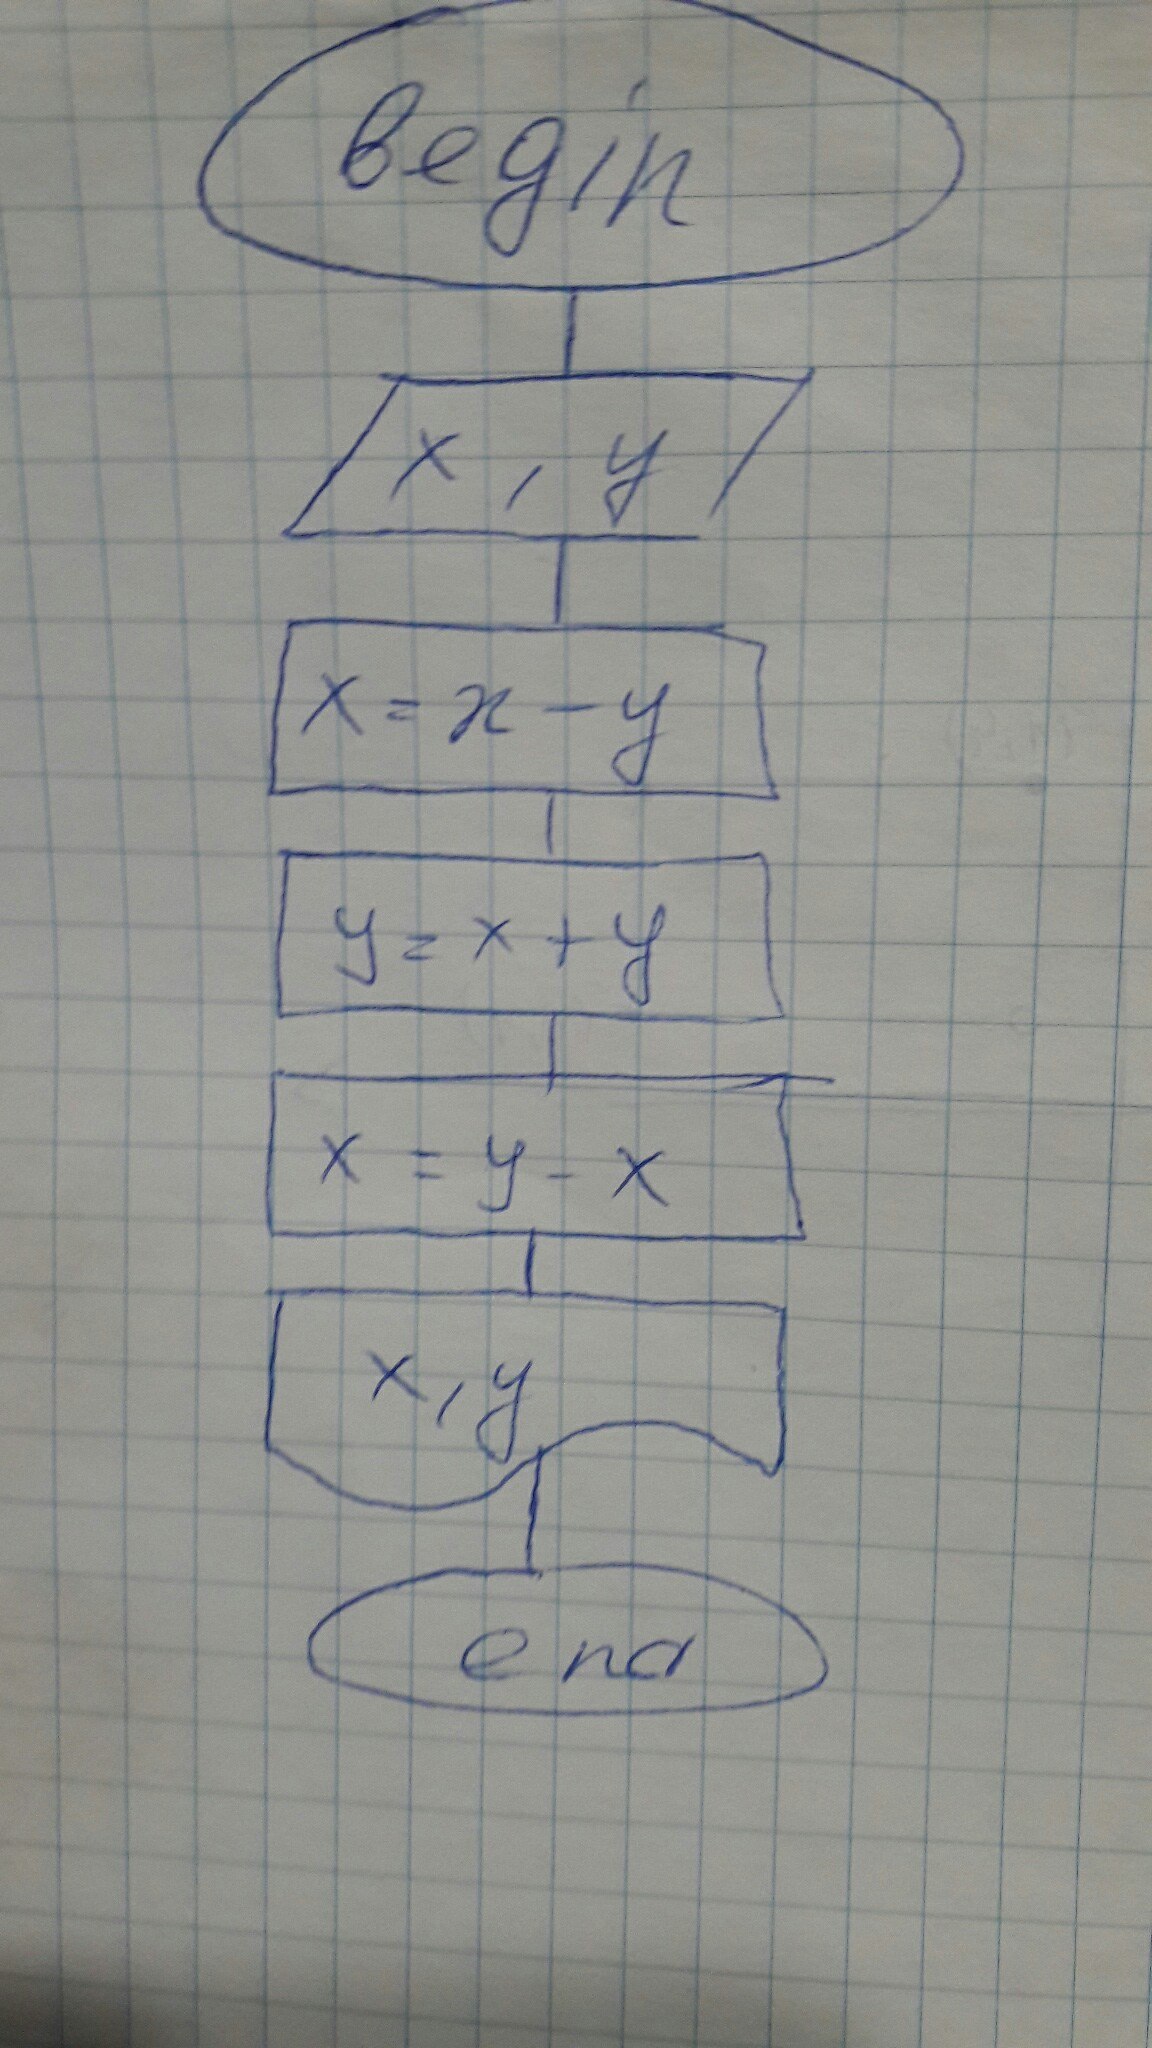 begin
x, y
x = x - y
y = x + y
x = y - x
x, y
end